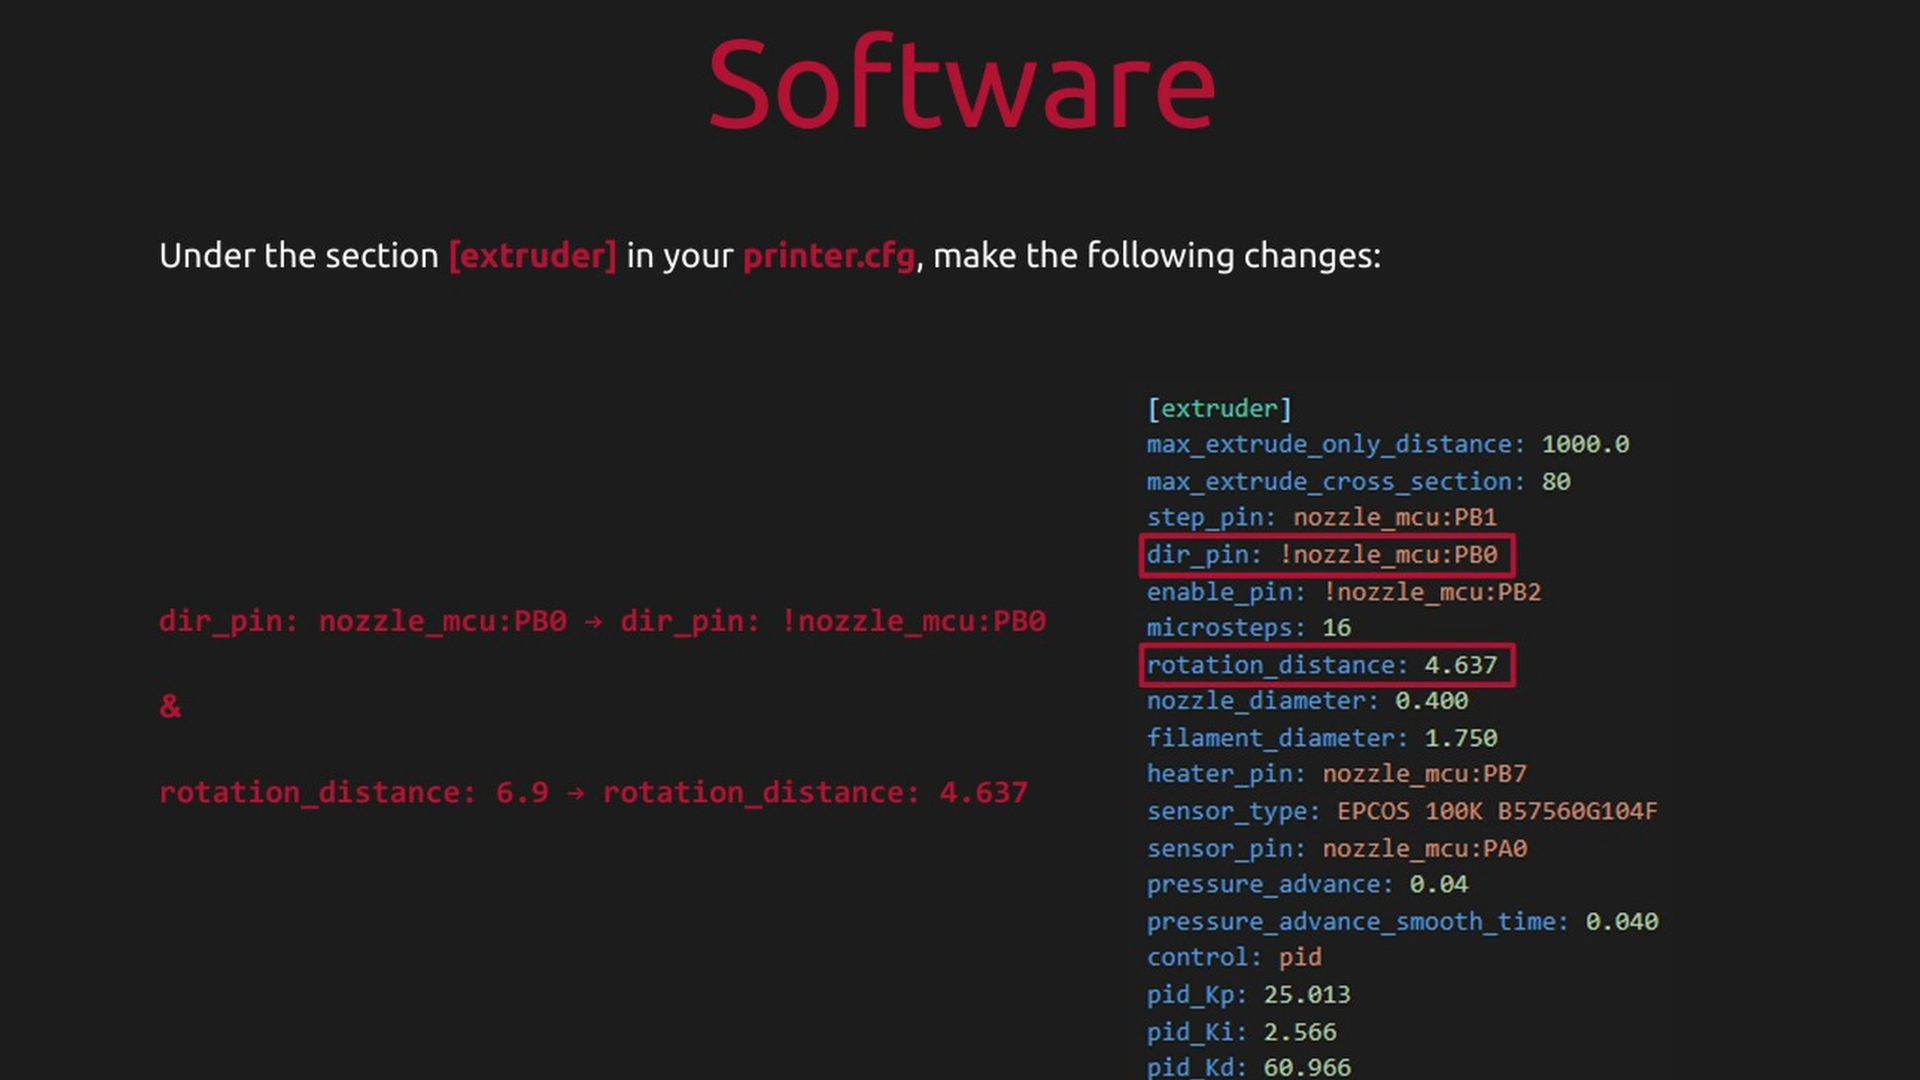 Software
Under the section [extruder] in your printer.cfg, make the following changes:
dir_pin: nozzle_mcu:PB0 → dir_pin: !nozzle_mcu:PB0
&
rotation_distance: 6.9 → rotation_distance: 4.637
[extruder]
max_extrude_only_distance: 1000.0
max_extrude_cross_section: 80
step_pin: nozzle_mcu:PB1
dir_pin: !nozzle_mcu:PB0
enable_pin: !nozzle_mcu:PB2
microsteps: 16
rotation_distance: 4.637
nozzle_diameter: 0.400
filament_diameter: 1.750
heater_pin: nozzle_mcu:PB7
sensor_type: EPCOS 100K B57560G104F
sensor_pin: nozzle_mcu:PA0
pressure_advance: 0.04
pressure_advance_smooth_time: 0.040
control: pid
pid_Kp: 25.013
pid_Ki: 2.566
pid_Kd: 60.966